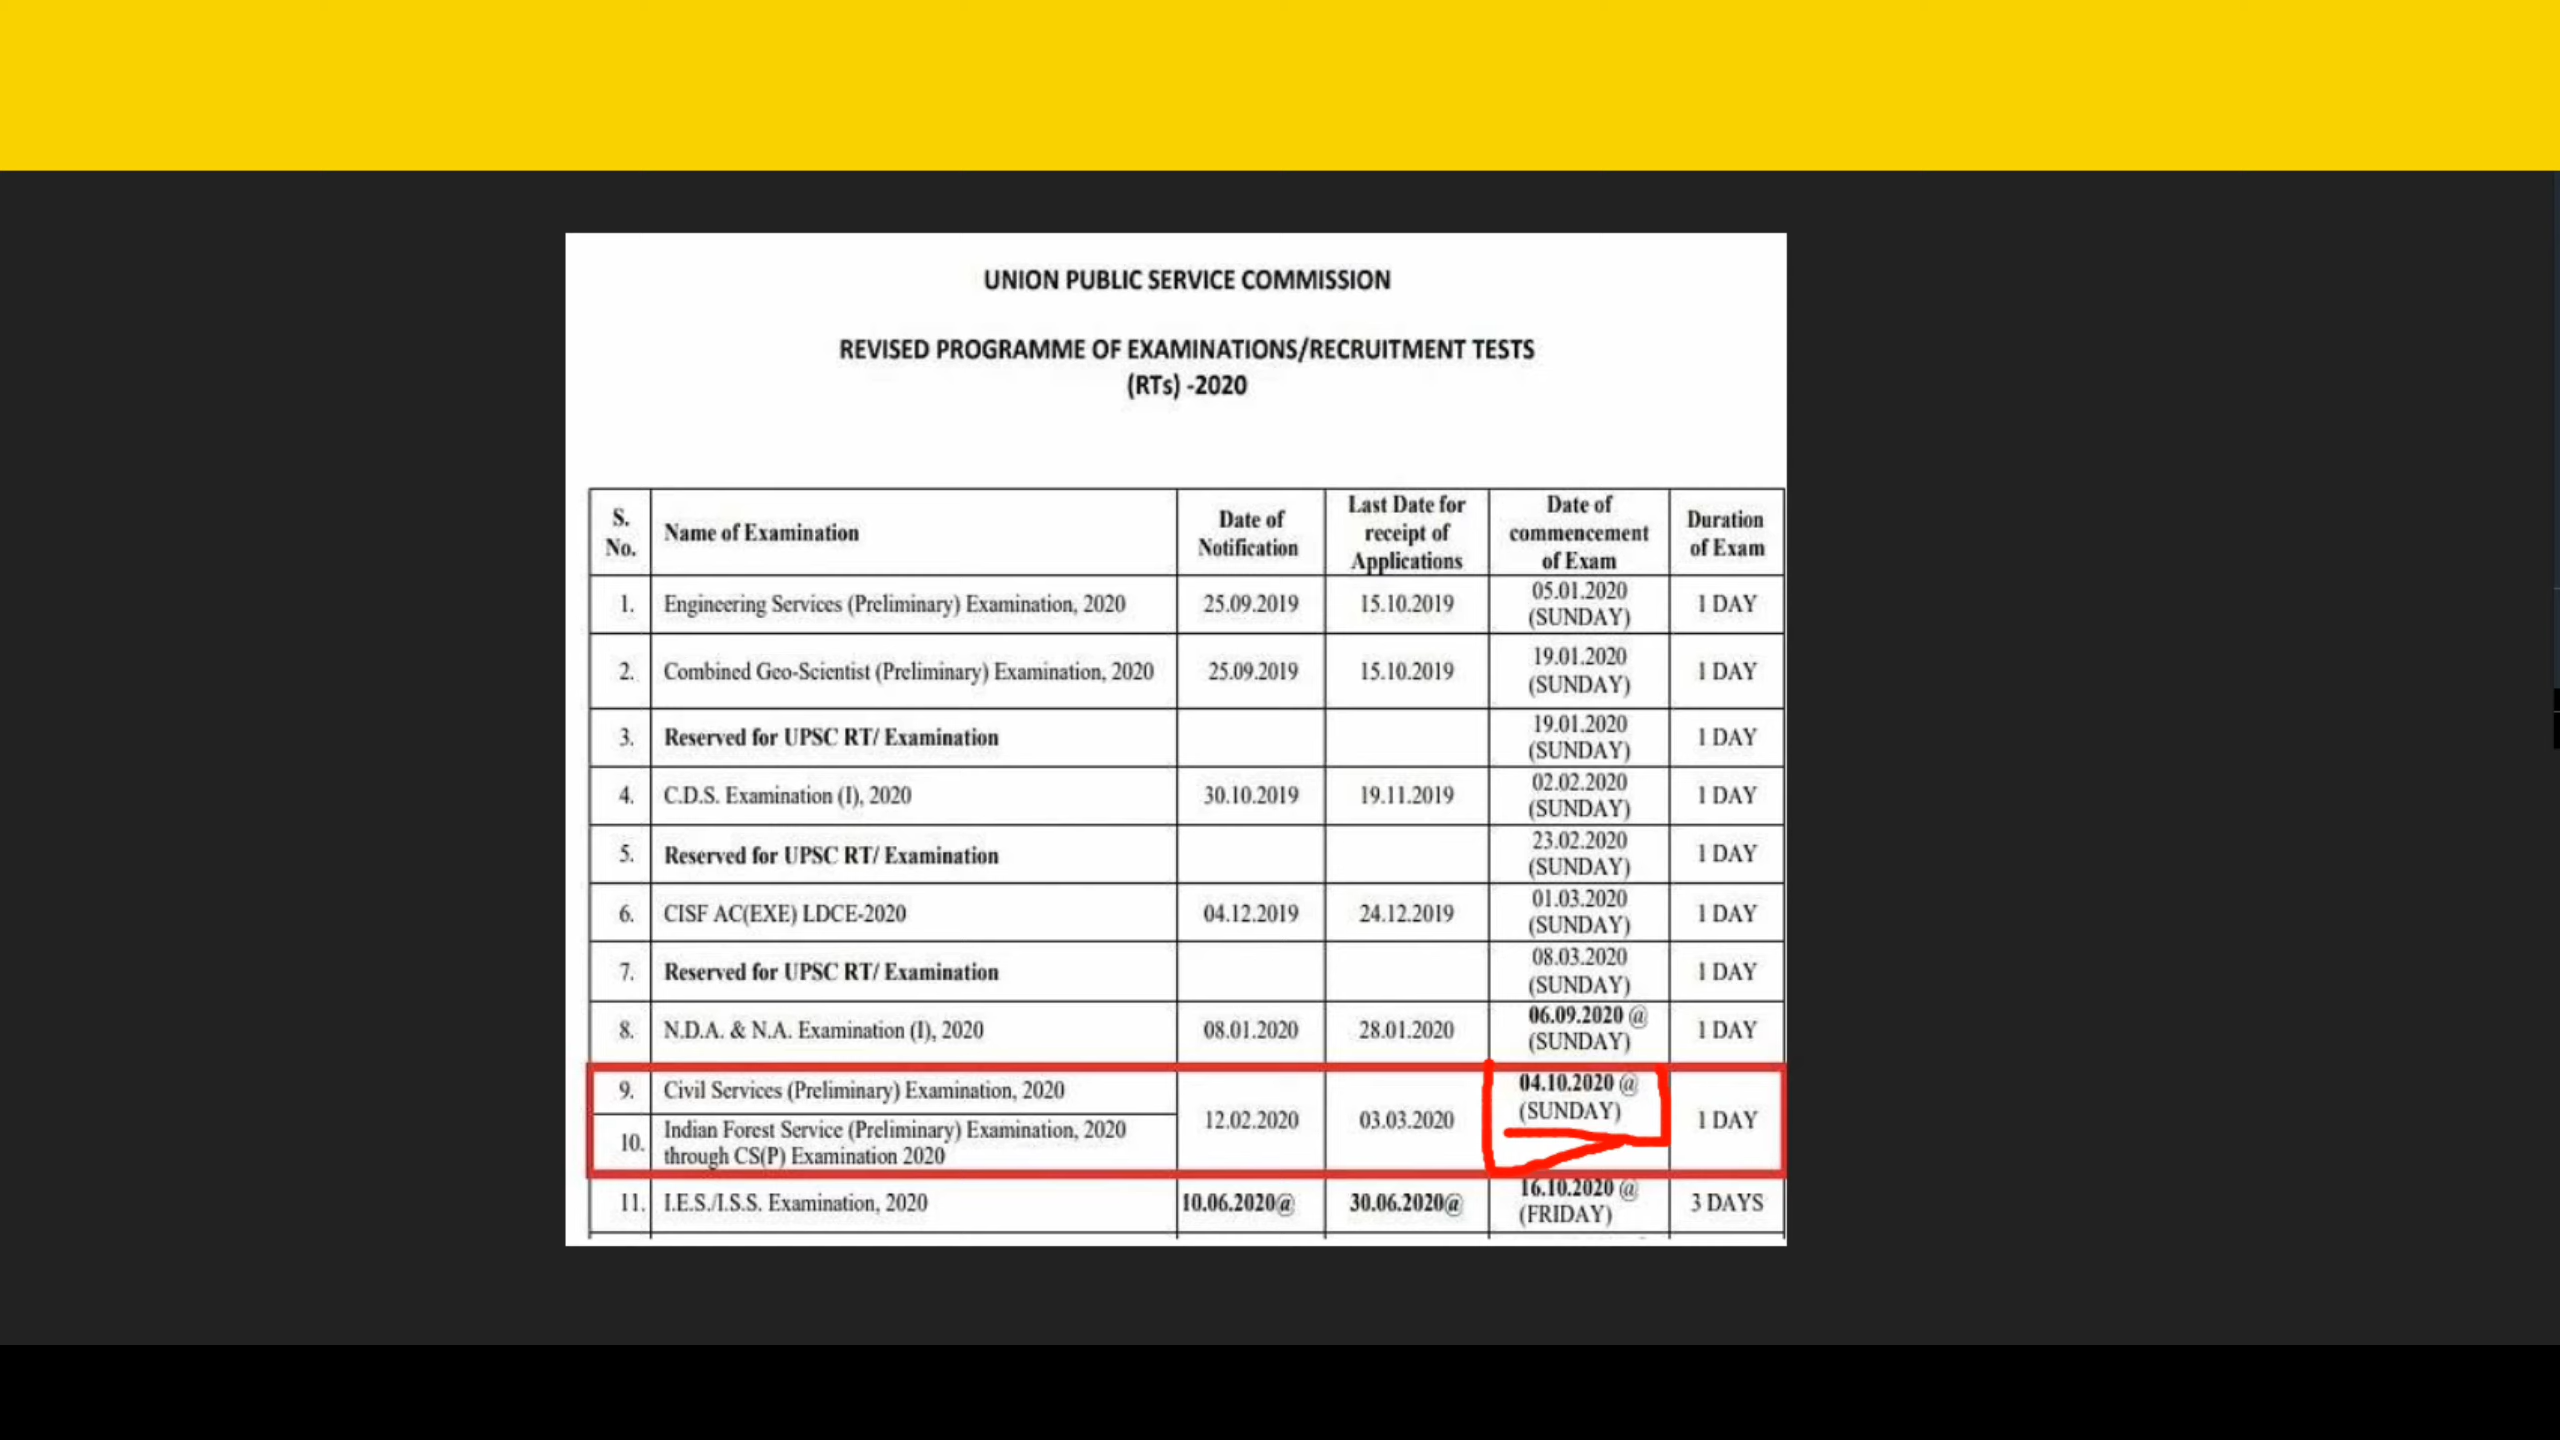 UNION PUBLIC SERVICE COMMISSION
REVISED PROGRAMME OF EXAMINATIONS/RECRUITMENT TESTS
(RTs) -2020
S. No. Name of Examination Date of Notification Last Date for receipt of Applications Date of commencement of Exam Duration of Exam
1. Engineering Services (Preliminary) Examination, 2020 25.09.2019 15.10.2019 05.01.2020 (SUNDAY) 1 DAY
2. Combined Geo-Scientist (Preliminary) Examination, 2020 25.09.2019 15.10.2019 19.01.2020 (SUNDAY) 1 DAY
3. Reserved for UPSC RT/ Examination 19.01.2020 (SUNDAY) 1 DAY
4. C.D.S. Examination (I), 2020 30.10.2019 19.11.2019 02.02.2020 (SUNDAY) 1 DAY
5. Reserved for UPSC RT/ Examination 23.02.2020 (SUNDAY) 1 DAY
6. CISF AC(EXE) LDCE-2020 04.12.2019 24.12.2019 01.03.2020 (SUNDAY) 1 DAY
7. Reserved for UPSC RT/ Examination 08.03.2020 (SUNDAY) 1 DAY
8. N.D.A. & N.A. Examination (I), 2020 08.01.2020 28.01.2020 06.09.2020 @ (SUNDAY) 1 DAY
9. Civil Services (Preliminary) Examination, 2020 12.02.2020 03.03.2020 04.10.2020 @ (SUNDAY) 1 DAY
10. Indian Forest Service (Preliminary) Examination, 2020 through CS(P) Examination 2020
11. I.E.S./I.S.S. Examination, 2020 10.06.2020@ 30.06.2020@ 16.10.2020 @ (FRIDAY) 3 DAYS